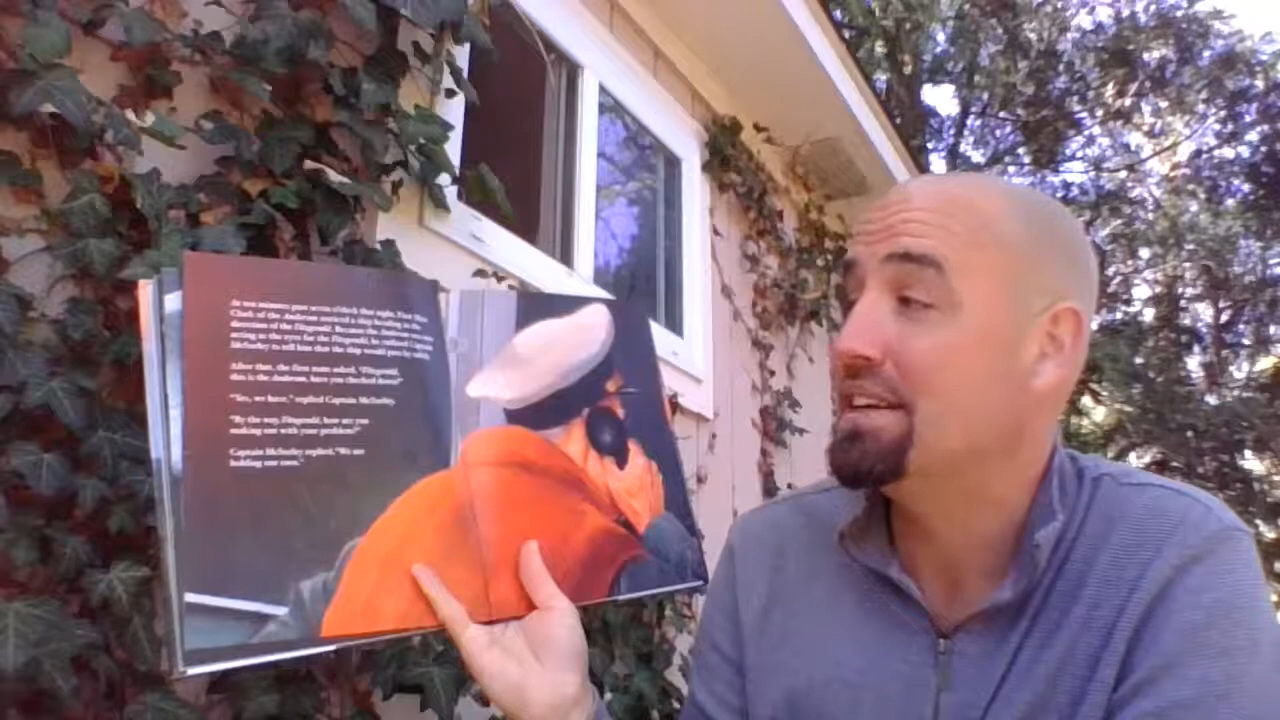 At ten minutes past seven o'clock that night, First Mate
Clark of the Anderson noticed a ship heading in the
direction of the Fitzgerald. Because the Anderson was
acting as the eyes for the Fitzgerald, he radioed Captain
McSorley to tell him that the ship would pass by safely.
After that, the first mate asked, "Fitzgerald,
this is the Anderson, have you checked down?"
"Yes, we have," replied Captain McSorley.
"By the way, Fitzgerald, how are you
making out with your problem?"
Captain McSorley replied, "We are
holding our own."